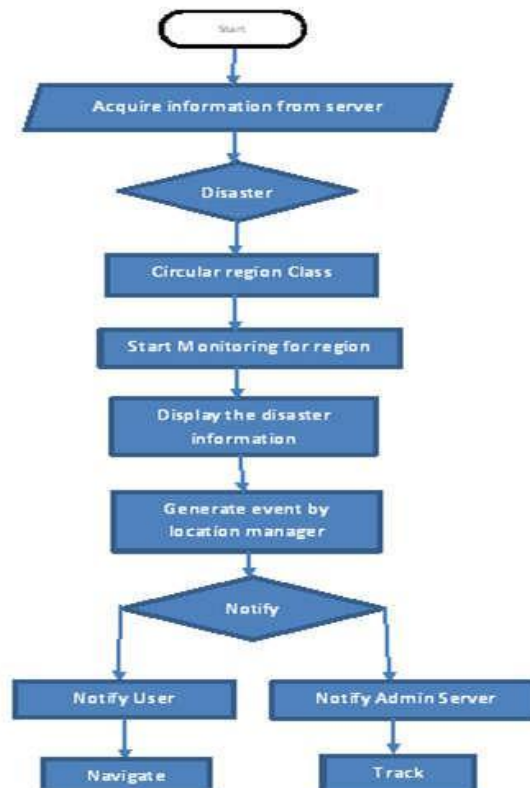 Start
Acquire information from server
Disaster
Circular region Class
Start Monitoring for region
Display the disaster
information
Generate event by
location manager
Notify
Notify User
Notify Admin Server
Navigate
Track